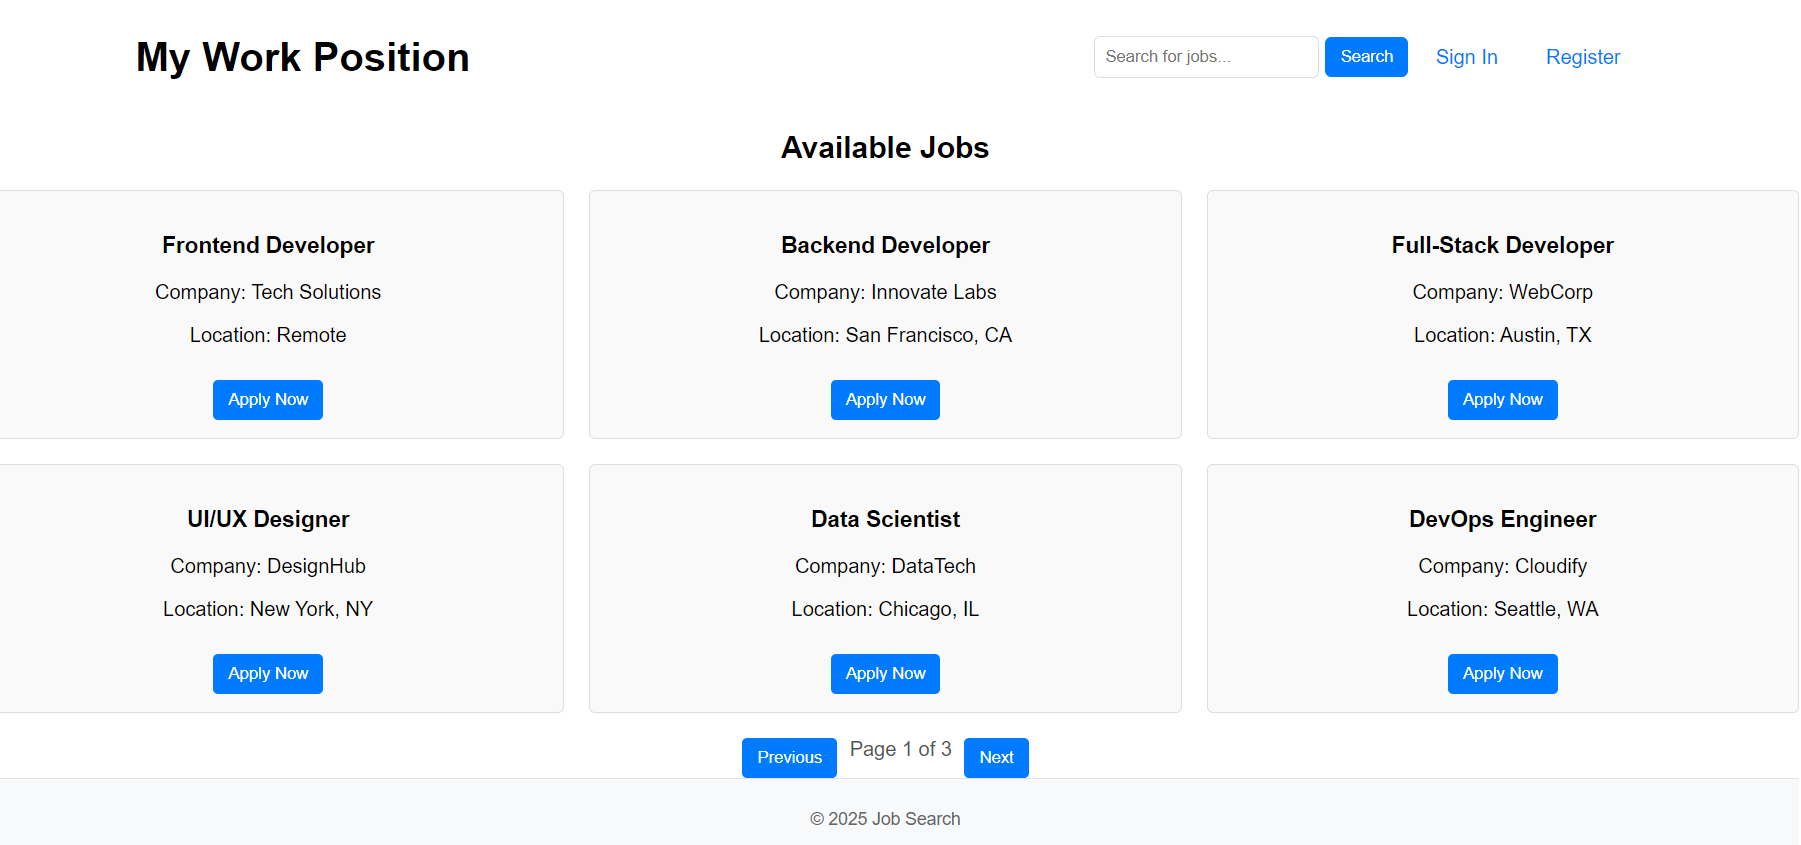 My Work Position
Search for jobs...
Search
Sign In
Register
Available Jobs
Frontend Developer
Company: Tech Solutions
Location: Remote
Apply Now
Backend Developer
Company: Innovate Labs
Location: San Francisco, CA
Apply Now
Full-Stack Developer
Company: WebCorp
Location: Austin, TX
Apply Now
UI/UX Designer
Company: DesignHub
Location: New York, NY
Apply Now
Data Scientist
Company: DataTech
Location: Chicago, IL
Apply Now
DevOps Engineer
Company: Cloudify
Location: Seattle, WA
Apply Now
Previous
Page 1 of 3
Next
© 2025 Job Search